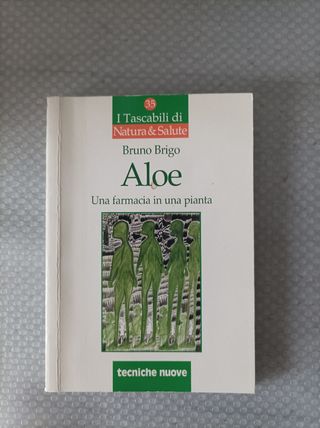 35
I Tascabili di
Natura & Salute
Bruno Brigo
Aloe
Una farmacia in una pianta
tecniche nuove